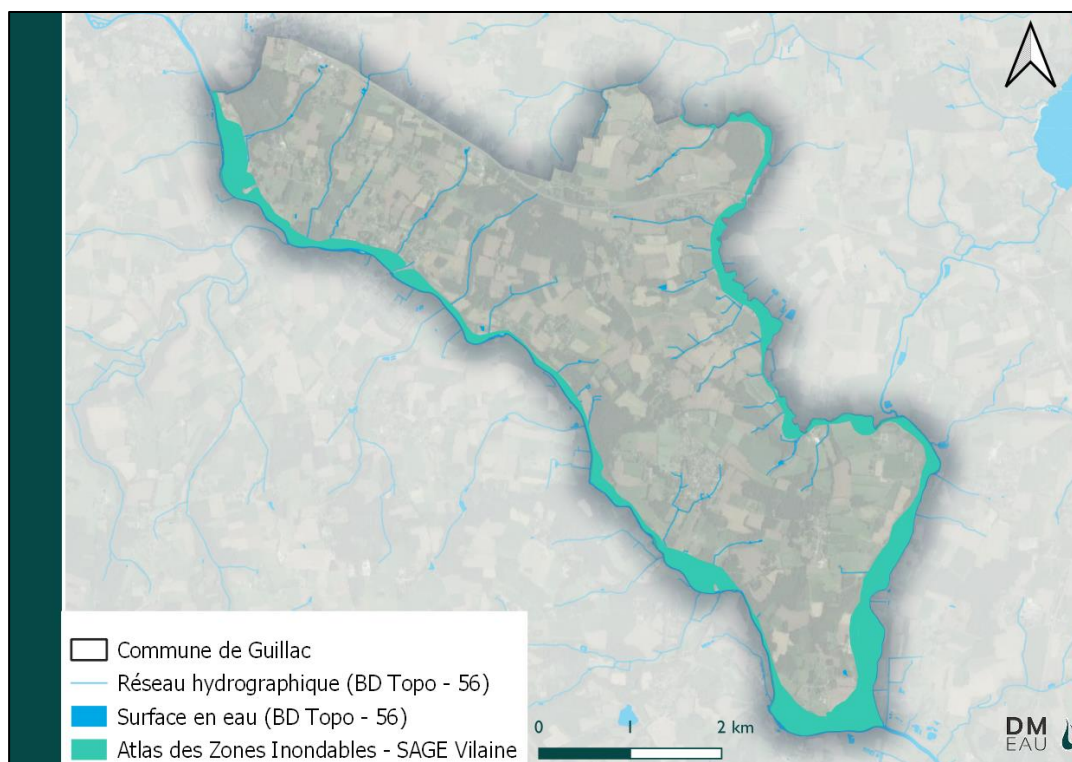 Commune de Guillac
Réseau hydrographique (BD Topo - 56)
Surface en eau (BD Topo - 56)
Atlas des Zones Inondables - SAGE Vilaine
0 1 2 km
DM
EAU